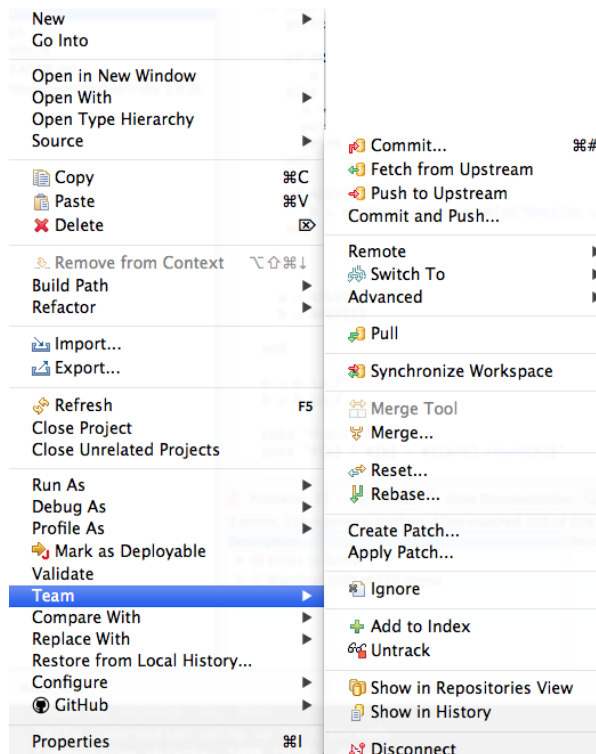 New
Go Into
Open in New Window
Open With
Open Type Hierarchy
Source
Copy ⌘C
Paste ⌘V
Delete ⌦
Remove from Context ⌥⇧⌘↓
Build Path
Refactor
Import...
Export...
Refresh F5
Close Project
Close Unrelated Projects
Run As
Debug As
Profile As
Mark as Deployable
Validate
Team
Compare With
Replace With
Restore from Local History...
Configure
GitHub
Properties ⌘I
Commit... ⌘#
Fetch from Upstream
Push to Upstream
Commit and Push...
Remote
Switch To
Advanced
Pull
Synchronize Workspace
Merge Tool
Merge...
Reset...
Rebase...
Create Patch...
Apply Patch...
Ignore
Add to Index
Untrack
Show in Repositories View
Show in History
Disconnect